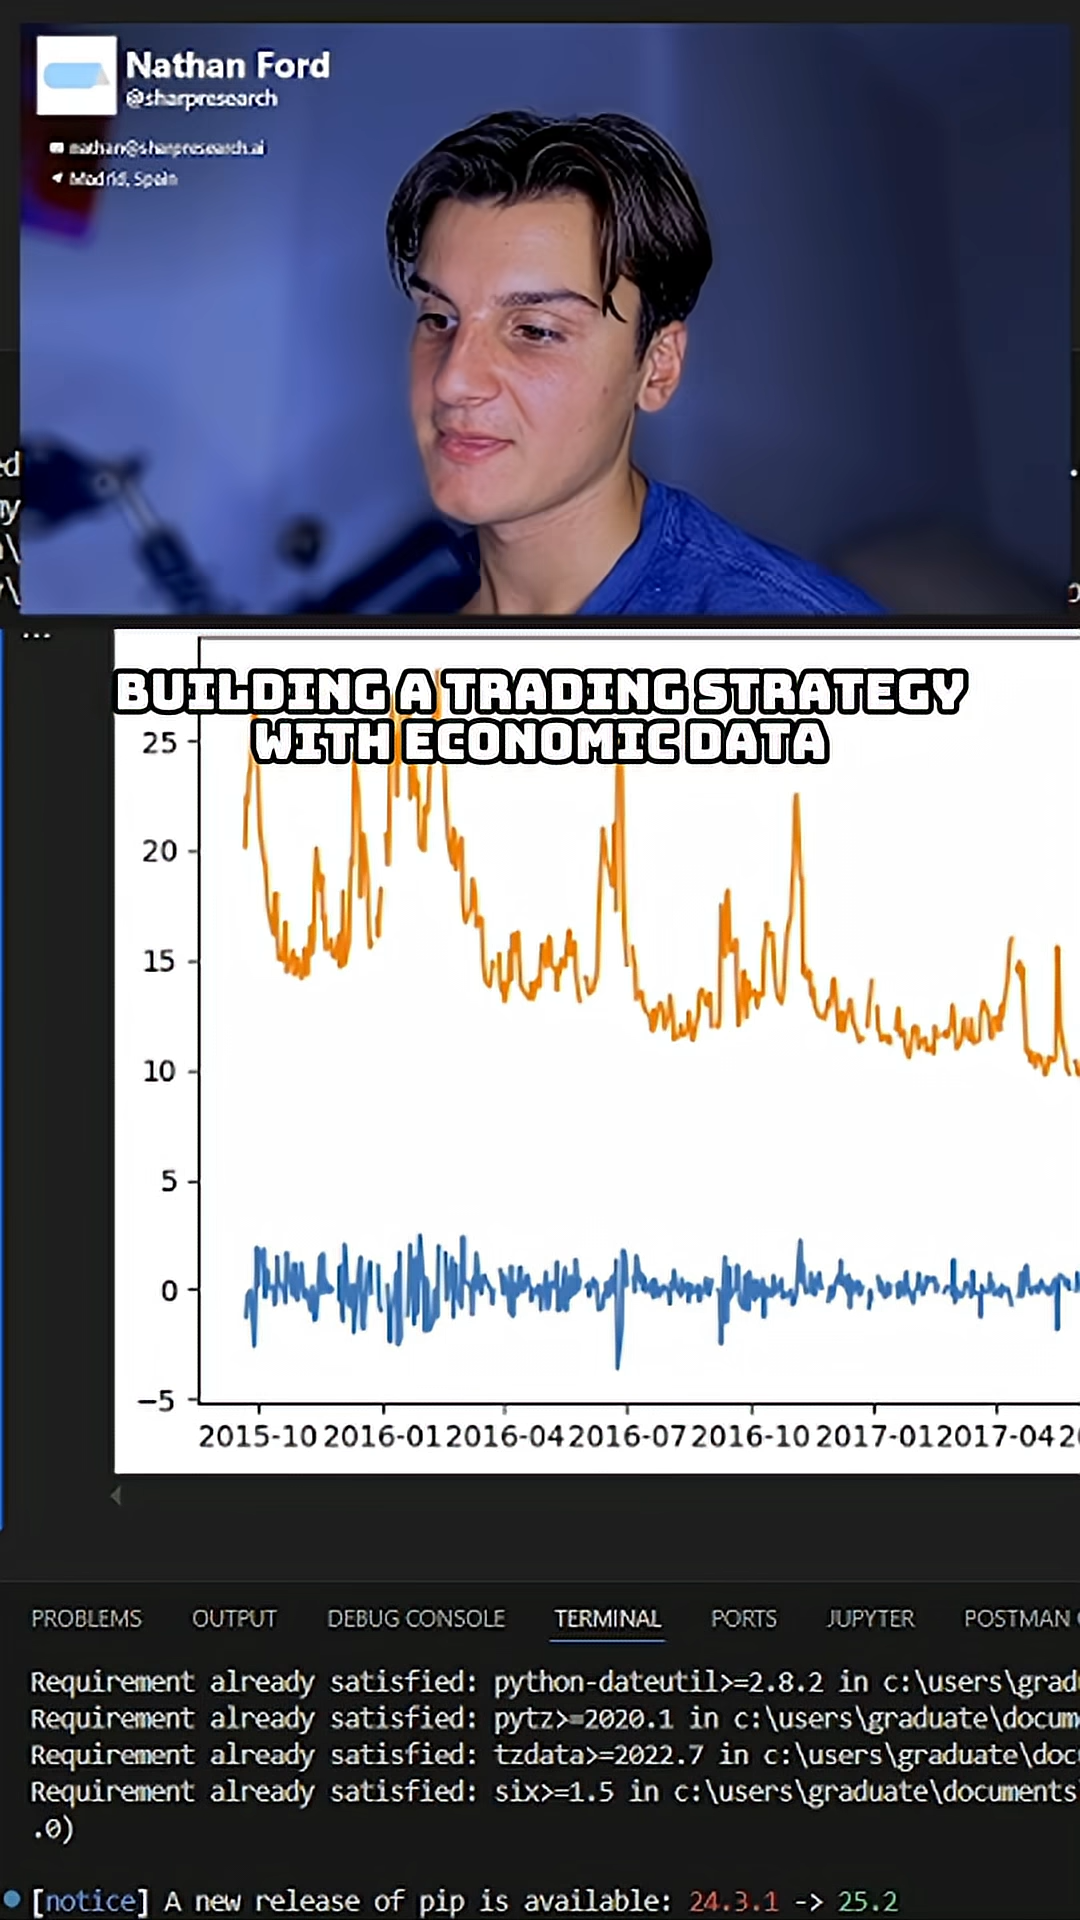 Nathan Ford
@sharpresearch
nathan@sharpresearch.ai
Madrid, Spain
ed
my
...
BUILDING A TRADING STRATEGY
WITH ECONOMIC DATA
25
20
15
10
5
0
−5
2015-10 2016-01 2016-04 2016-07 2016-10 2017-01 2017-04 20
PROBLEMS OUTPUT DEBUG CONSOLE TERMINAL PORTS JUPYTER POSTMAN
Requirement already satisfied: python-dateutil>=2.8.2 in c:\users\grad
Requirement already satisfied: pytz>=2020.1 in c:\users\graduate\docum
Requirement already satisfied: tzdata>=2022.7 in c:\users\graduate\doc
Requirement already satisfied: six>=1.5 in c:\users\graduate\documents
.0)
[notice] A new release of pip is available: 24.3.1 -> 25.2